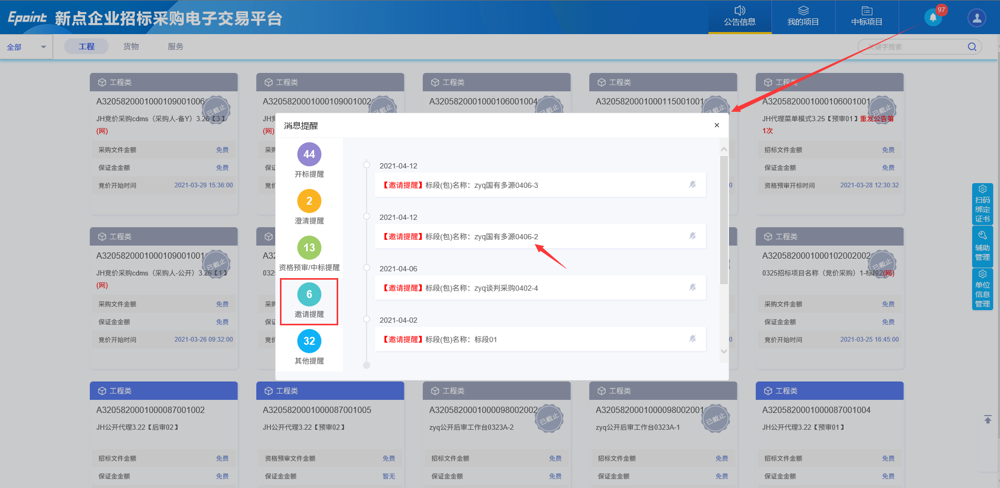 Epoint 新点企业招标采购电子交易平台
公告信息
我的项目
中标项目
97
全部
工程
货物
服务
关键字搜索
工程类
A3205820001000109001006
已截止
JH竞价采购cdms（采购人-备Y）3.26【3】
(网)
采购文件金额 免费
保证金金额 免费
竞价开始时间 2021-03-29 15:36:00
工程类
A3205820001000109001002
已截止
JH竞
(网)
采购
保证
竞价
工程类
A3205820001000106001004
已截止
工程类
A3205820001000115001001
已截止
0
工程类
A3205820001000106001001
已截止
JH代理菜单模式3.25【预审01】重发公告第
1次
招标文件金额 免费
保证金金额 免费
资格预审开标时间 2021-03-28 12:30:32
消息提醒
×
44
开标提醒
2
澄清提醒
13
资格预审/中标提醒
6
邀请提醒
32
其他提醒
2021-04-12
【邀请提醒】标段(包)名称：zyq国有多源0406-3
2021-04-12
【邀请提醒】标段(包)名称：zyq国有多源0406-2
2021-04-06
【邀请提醒】标段(包)名称：zyq谈判采购0402-4
2021-04-02
【邀请提醒】标段(包)名称：标段01
工程类
A3205820001000109001001
已截止
JH竞价采购cdms（采购人-公开）3.26【1】
(网)
采购文件金额 免费
保证金金额 免费
竞价开始时间 2021-03-26 09:32:00
A32
0325
采购
保证
竞价
0
工程类
A3205820001000102002002
已截止
0325招标项目名称（竞价采购）1-标段2(网)
采购文件金额 免费
保证金金额 免费
竞价开始时间 2021-03-25 16:45:00
扫码
绑定
证书
辅助
管理
单位
信息
管理
工程类
A3205820001000087001002
JH公开代理3.22【后审02】
招标文件金额 免费
保证金金额 免费
工程类
A3205820001000087001005
JH公开代理3.22【预审02】
资格预审文件金额 免费
保证金金额 暂无
工程类
A3205820001000098002002
已截止
zyq公开后审工作台0323A-2
招标文件金额 免费
保证金金额 免费
工程类
A3205820001000098002001
已截止
zyq公开后审工作台0323A-1
招标文件金额 免费
保证金金额 免费
工程类
A3205820001000087001004
JH公开代理3.22【预审01】
招标文件金额 免费
保证金金额 免费